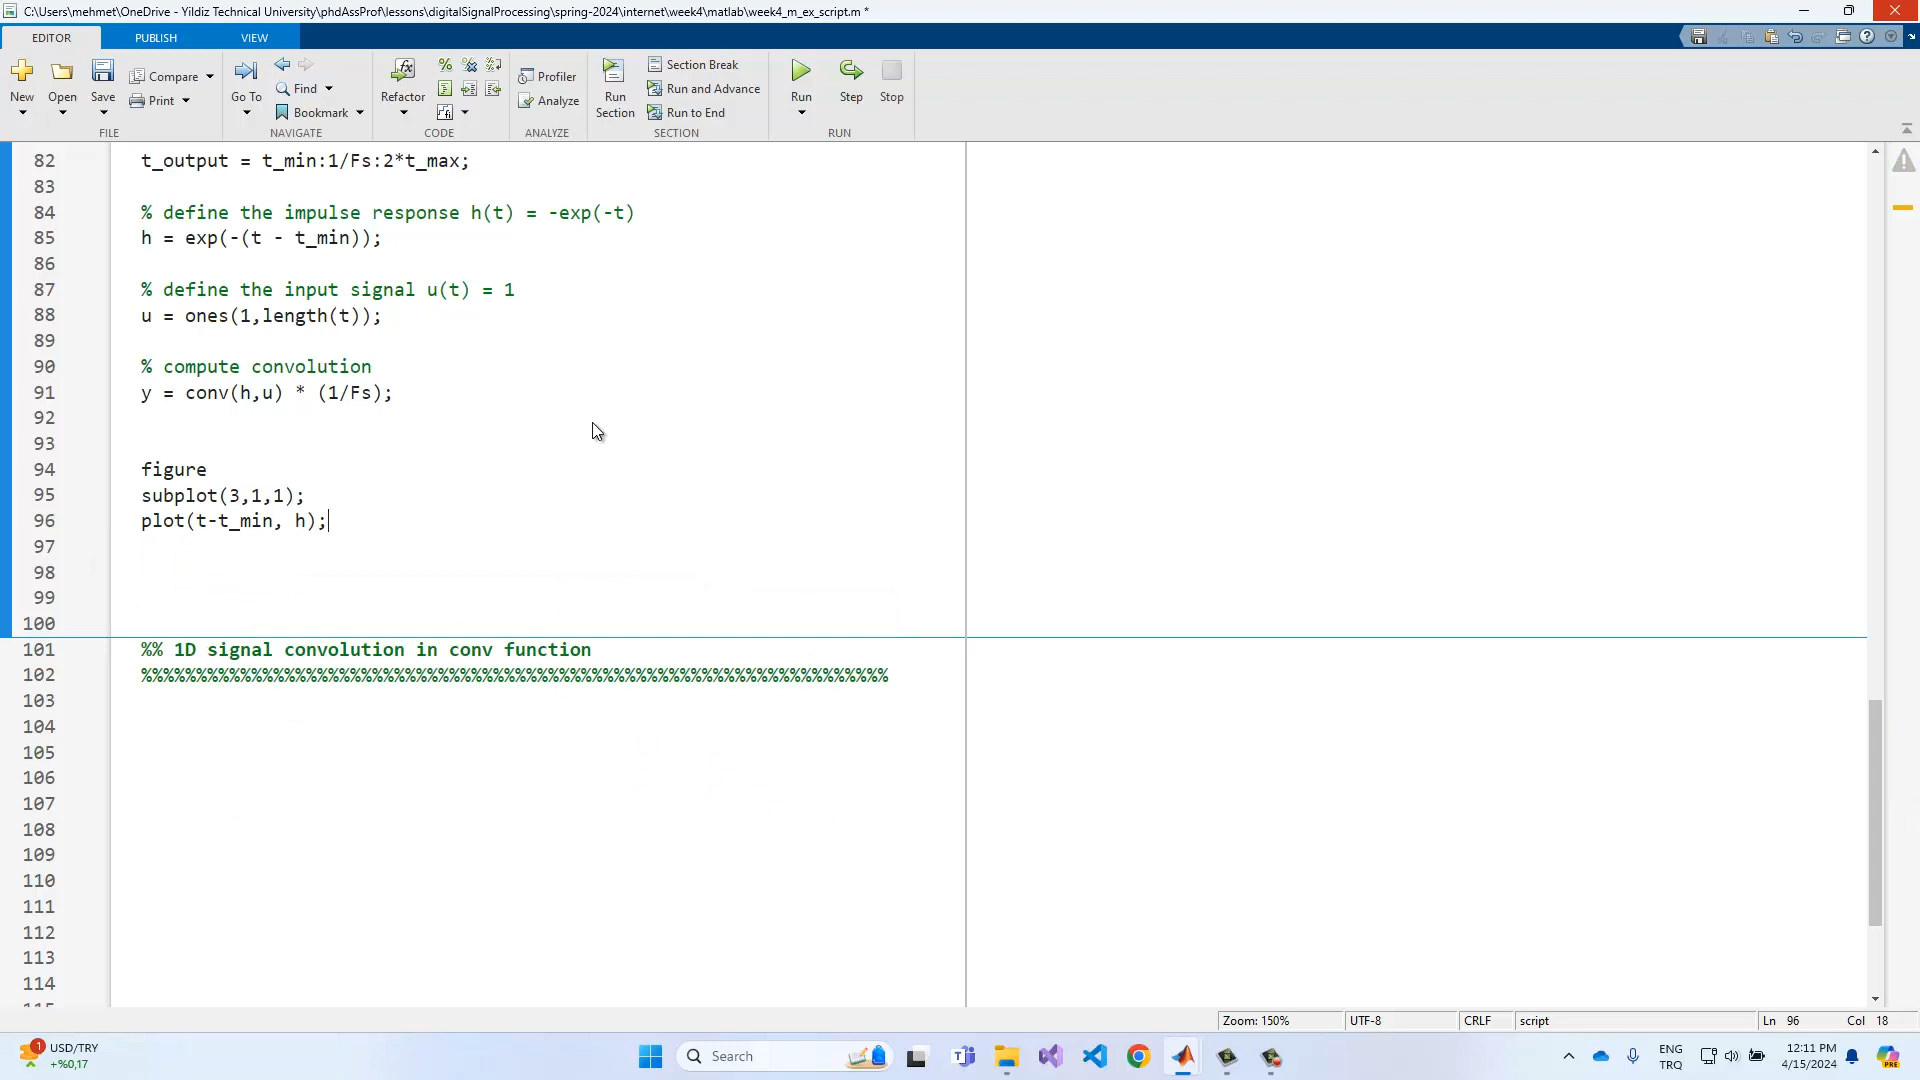 C:\Users\mehmet\OneDrive - Yildiz Technical University\phdAssProf\lessons\digitalSignalProcessing\spring-2024\internet\week4\matlab\week4_m_ex_script.m *
EDITOR PUBLISH VIEW
New Open Save Compare Print
Go To Find Bookmark
Refactor
Profiler Analyze
Run Section Section Break Run and Advance Run to End
Run Step Stop
FILE NAVIGATE CODE ANALYZE SECTION RUN
82 t_output = t_min:1/Fs:2*t_max;
83
84 % define the impulse response h(t) = -exp(-t)
85 h = exp(-(t - t_min));
86
87 % define the input signal u(t) = 1
88 u = ones(1,length(t));
89
90 % compute convolution
91 y = conv(h,u) * (1/Fs);
92
93
94 figure
95 subplot(3,1,1);
96 plot(t-t_min, h);
97
98
99
100
101 %% 1D signal convolution in conv function
102 %%%%%%%%%%%%%%%%%%%%%%%%%%%%%%%%%%%%%%%%%%%%%%%%%%%%%%%%%%%%%%%%%%%%
103
104
105
106
107
108
109
110
111
112
113
114
Zoom: 150% UTF-8 CRLF script Ln 96 Col 18
1 USD/TRY
+%0,17
Search
ENG
TRQ
12:11 PM
4/15/2024
PRE